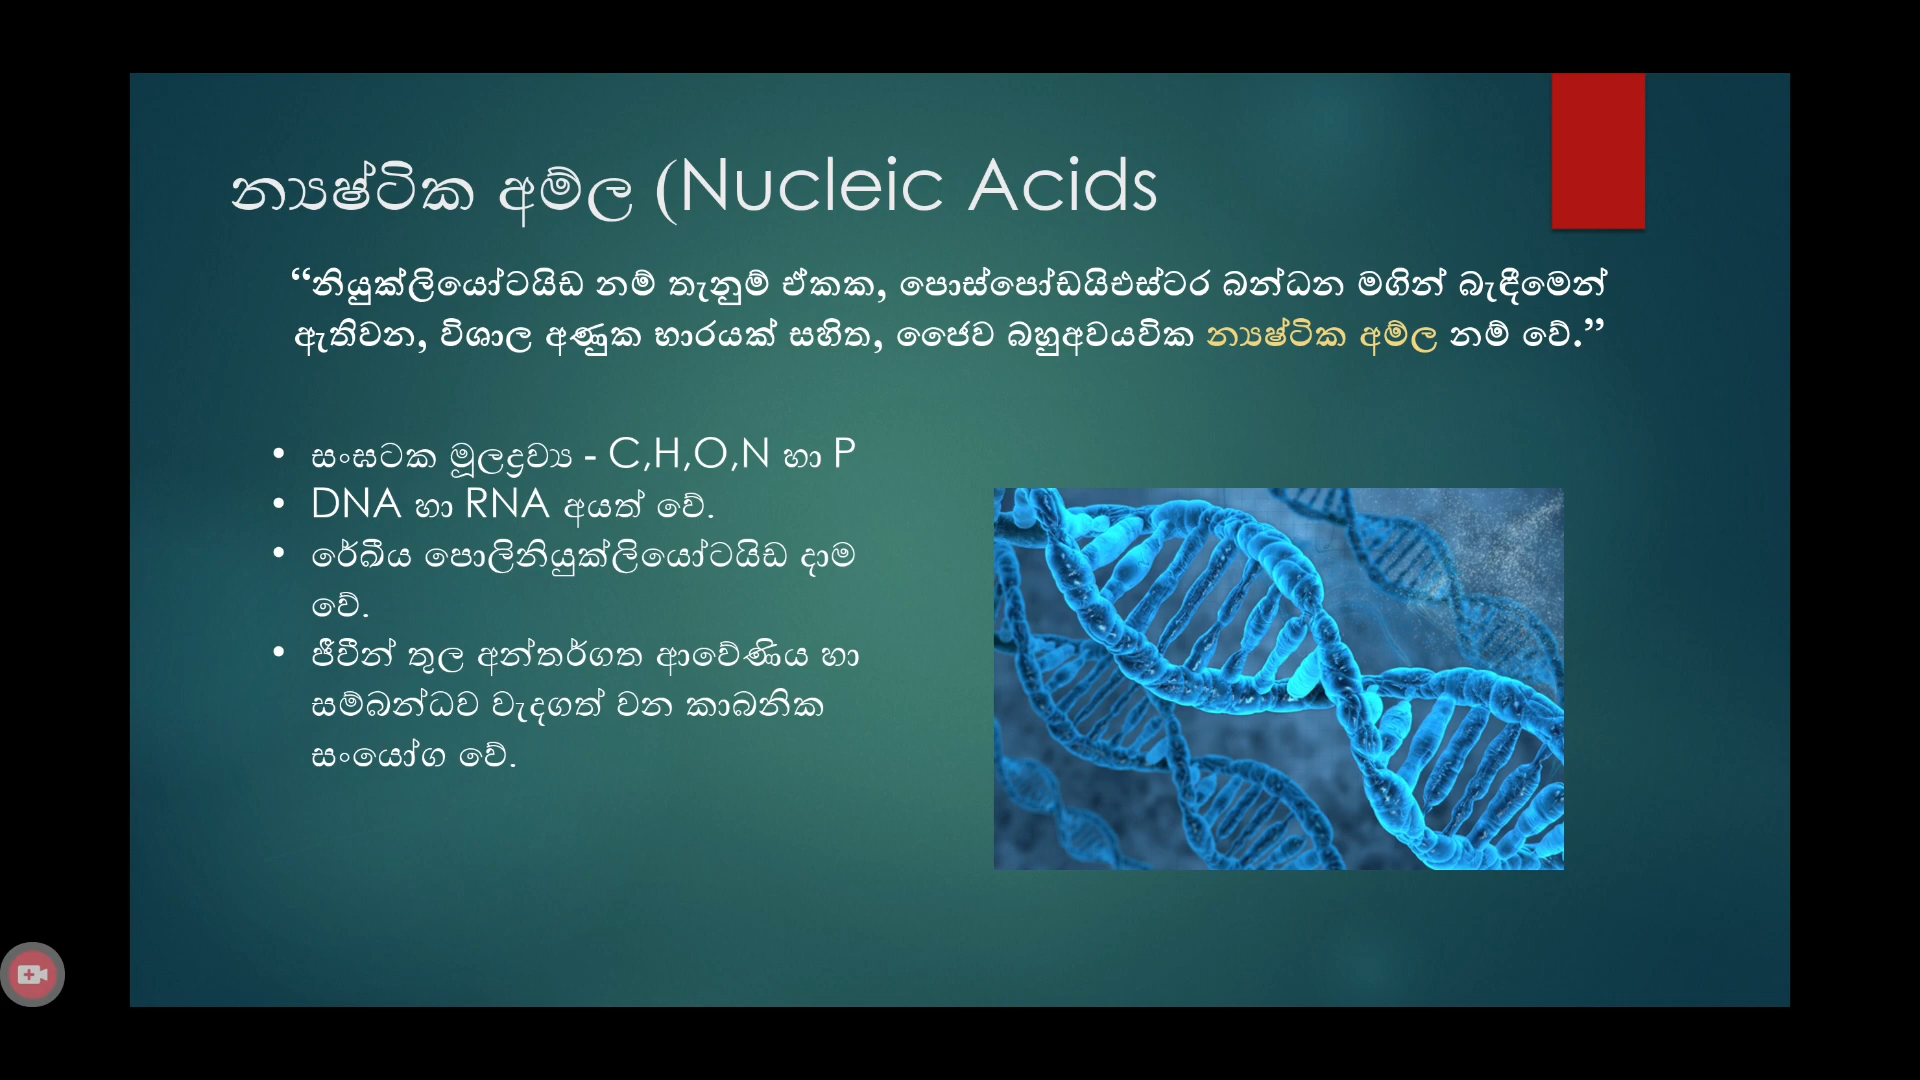 න්‍යෂ්ටික අම්ල (Nucleic Acids
“නියුක්ලියෝටයිඩ නම් තැනුම් ඒකක, පොස්පෝඩයිඑස්ටර බන්ධන මගින් බැඳීමෙන්
ඇතිවන, විශාල අණුක භාරයක් සහිත, ජෛව බහුඅවයවික න්‍යෂ්ටික අම්ල නම් වේ.”
• සංඝටක මූලද්‍රව්‍ය - C,H,O,N හා P
• DNA හා RNA අයත් වේ.
• රේඛීය පොලිනියුක්ලියෝටයිඩ දාම
වේ.
• ජීවීන් තුල අන්තර්ගත ආවේණිය හා
සම්බන්ධව වැදගත් වන කාබනික
සංයෝග වේ.